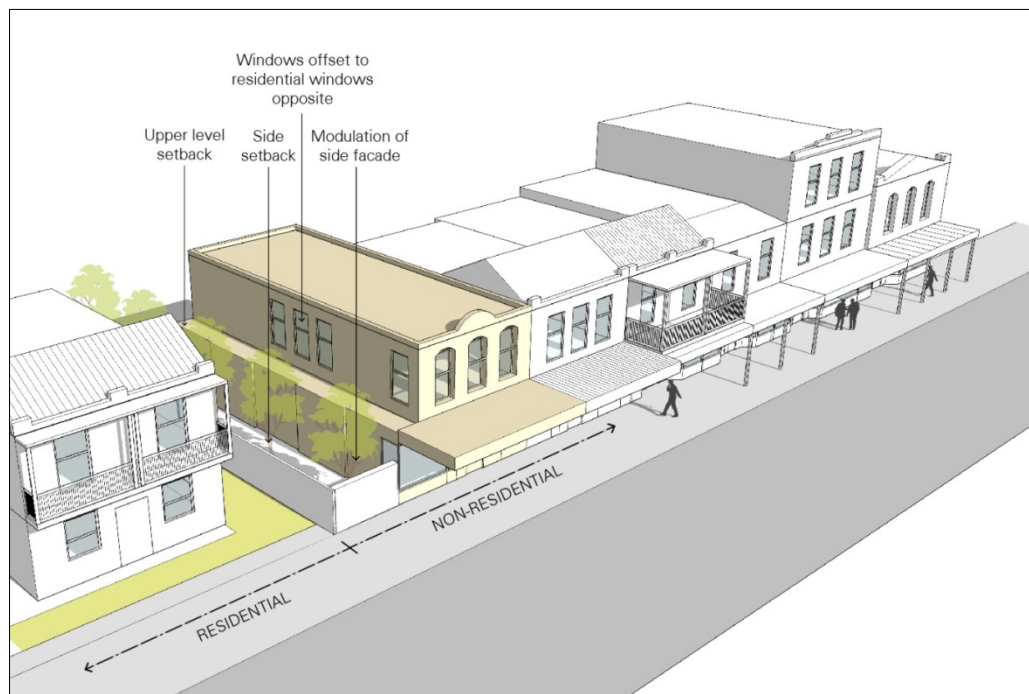 Windows offset to
residential windows
opposite
Upper level
setback
Side
setback
Modulation of
side facade
NON-RESIDENTIAL
RESIDENTIAL